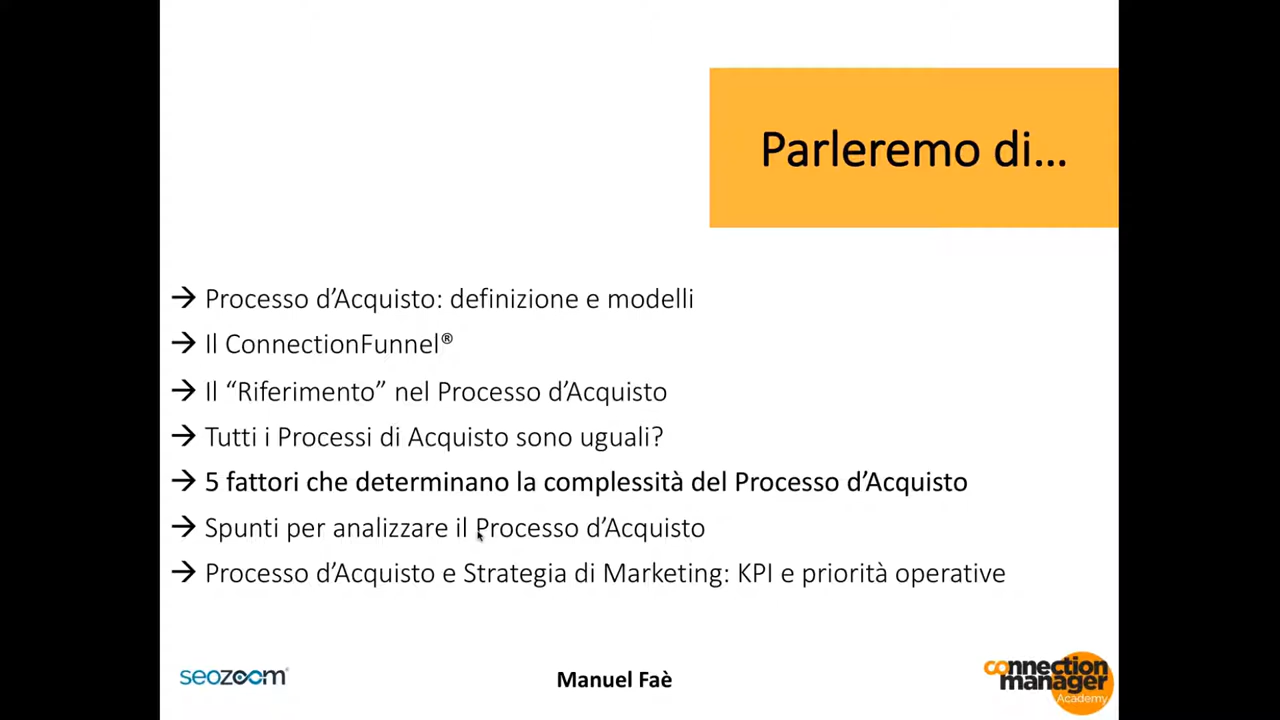 Parleremo di...
→ Processo d’Acquisto: definizione e modelli
→ Il ConnectionFunnel®
→ Il “Riferimento” nel Processo d’Acquisto
→ Tutti i Processi di Acquisto sono uguali?
→ 5 fattori che determinano la complessità del Processo d’Acquisto
→ Spunti per analizzare il Processo d’Acquisto
→ Processo d’Acquisto e Strategia di Marketing: KPI e priorità operative
seozoom®
Manuel Faè
connection
manager
Academy